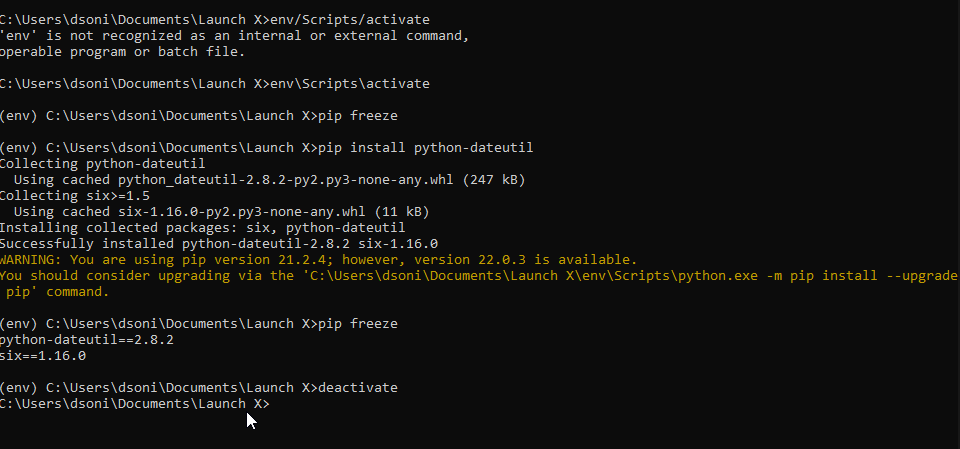 C:\Users\dsoni\Documents\Launch X>env/Scripts/activate
'env' is not recognized as an internal or external command,
operable program or batch file.
C:\Users\dsoni\Documents\Launch X>env\Scripts\activate
(env) C:\Users\dsoni\Documents\Launch X>pip freeze
(env) C:\Users\dsoni\Documents\Launch X>pip install python-dateutil
Collecting python-dateutil
  Using cached python_dateutil-2.8.2-py2.py3-none-any.whl (247 kB)
Collecting six>=1.5
  Using cached six-1.16.0-py2.py3-none-any.whl (11 kB)
Installing collected packages: six, python-dateutil
Successfully installed python-dateutil-2.8.2 six-1.16.0
WARNING: You are using pip version 21.2.4; however, version 22.0.3 is available.
You should consider upgrading via the 'C:\Users\dsoni\Documents\Launch X\env\Scripts\python.exe -m pip install --upgrade
 pip' command.
(env) C:\Users\dsoni\Documents\Launch X>pip freeze
python-dateutil==2.8.2
six==1.16.0
(env) C:\Users\dsoni\Documents\Launch X>deactivate
C:\Users\dsoni\Documents\Launch X>